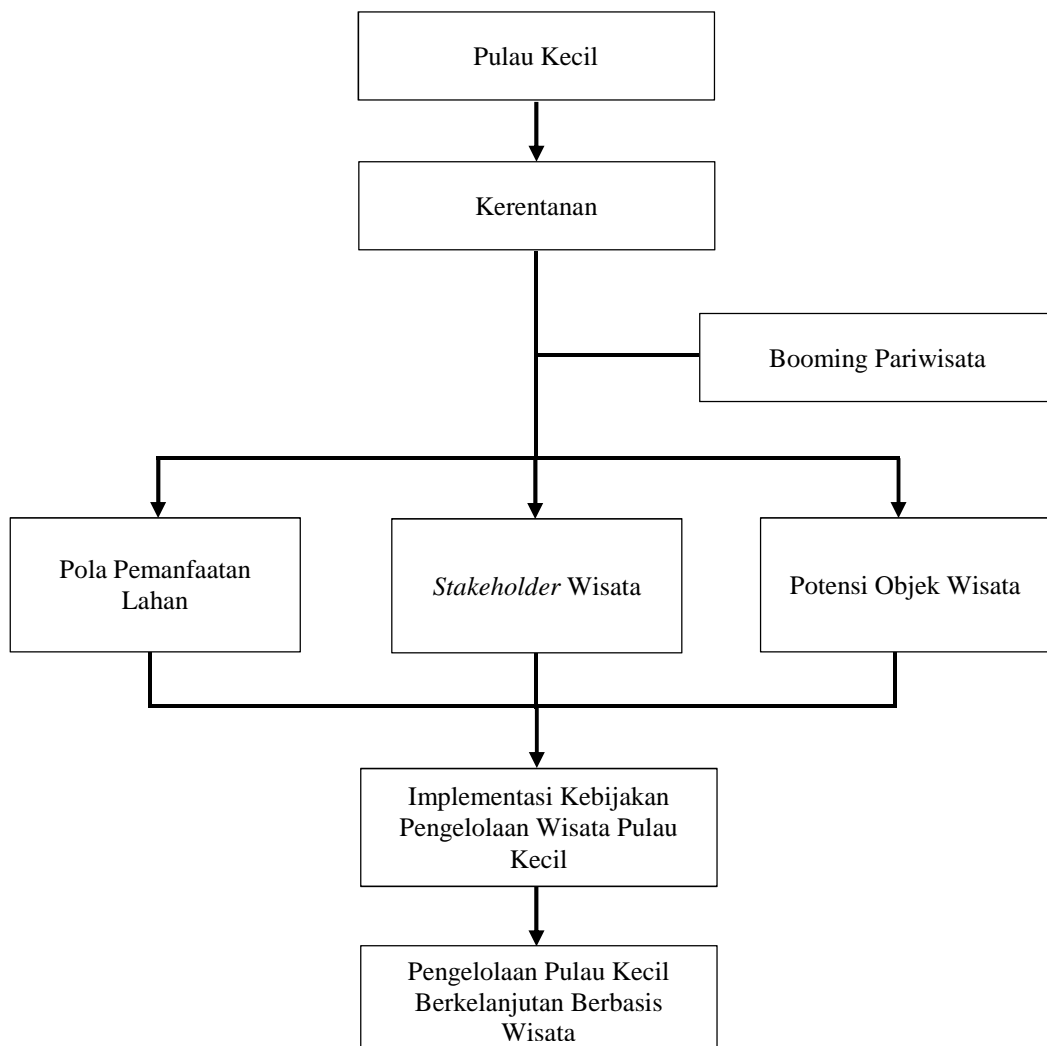 Pulau Kecil
Kerentanan
Booming Pariwisata
Pola Pemanfaatan
Lahan
Stakeholder Wisata
Potensi Objek Wisata
Implementasi Kebijakan
Pengelolaan Wisata Pulau
Kecil
Pengelolaan Pulau Kecil
Berkelanjutan Berbasis
Wisata